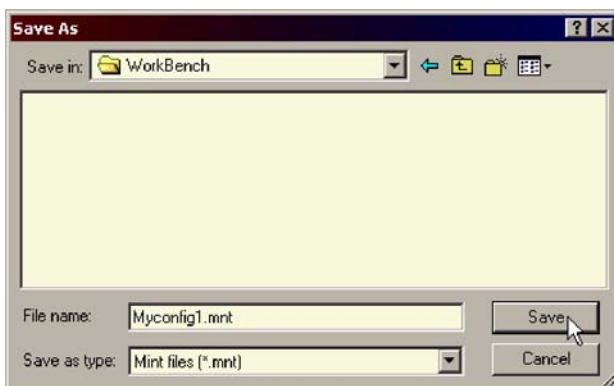 Save As
Save in: WorkBench
File name: Myconfig1.mnt
Save
Save as type: Mint files (*.mnt)
Cancel